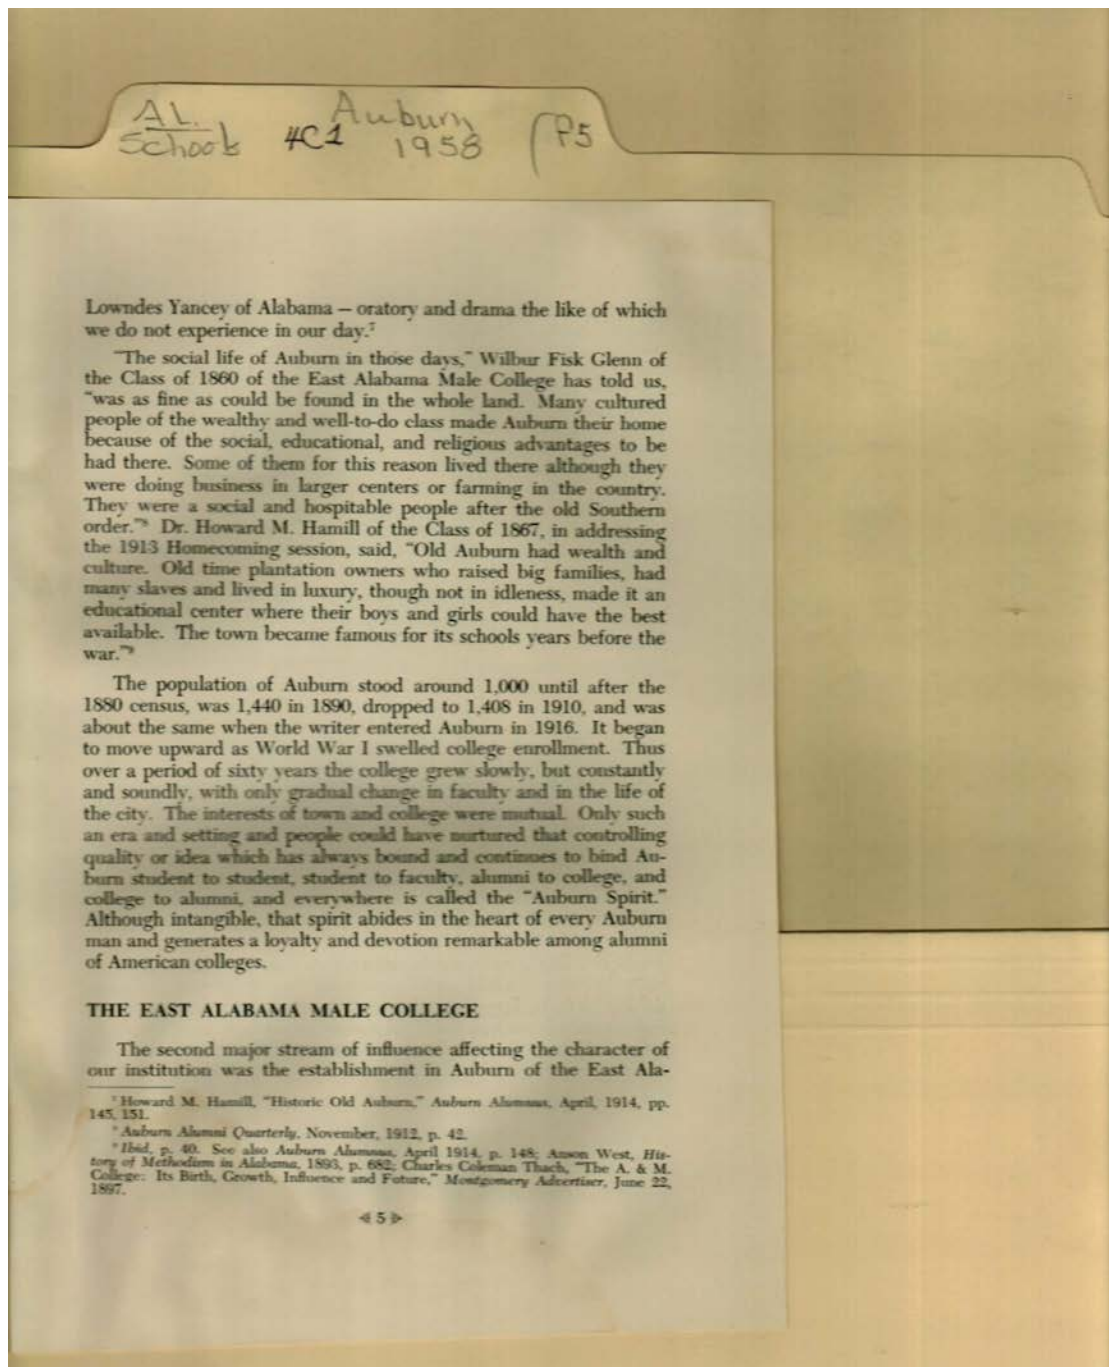 AL. Auburn
Schools 4C1 1958 P5
Lowndes Yancey of Alabama – oratory and drama the like of which
we do not experience in our day.⁷
"The social life of Auburn in those days," Wilbur Fisk Glenn of
the Class of 1860 of the East Alabama Male College has told us,
"was as fine as could be found in the whole land. Many cultured
people of the wealthy and well-to-do class made Auburn their home
because of the social, educational, and religious advantages to be
had there. Some of them for this reason lived there although they
were doing business in larger centers or farming in the country.
They were a social and hospitable people after the old Southern
order."⁸ Dr. Howard M. Hamill of the Class of 1867, in addressing
the 1913 Homecoming session, said, "Old Auburn had wealth and
culture. Old time plantation owners who raised big families, had
many slaves and lived in luxury, though not in idleness, made it an
educational center where their boys and girls could have the best
available. The town became famous for its schools years before the
war."⁹
The population of Auburn stood around 1,000 until after the
1880 census, was 1,440 in 1890, dropped to 1,408 in 1910, and was
about the same when the writer entered Auburn in 1916. It began
to move upward as World War I swelled college enrollment. Thus
over a period of sixty years the college grew slowly, but constantly
and soundly, with only gradual change in faculty and in the life of
the city. The interests of town and college were mutual. Only such
an era and setting and people could have nurtured that controlling
quality or idea which has always bound and continues to bind Au-
burn student to student, student to faculty, alumni to college, and
college to alumni, and everywhere is called the "Auburn Spirit."
Although intangible, that spirit abides in the heart of every Auburn
man and generates a loyalty and devotion remarkable among alumni
of American colleges.
THE EAST ALABAMA MALE COLLEGE
The second major stream of influence affecting the character of
our institution was the establishment in Auburn of the East Ala-
⁷ Howard M. Hamill, "Historic Old Auburn," Auburn Alumnus, April, 1914, pp.
145, 151.
⁸ Auburn Alumni Quarterly, November, 1912, p. 42.
⁹ Ibid, p. 40. See also Auburn Alumnus, April 1914, p. 148; Anson West, His-
tory of Methodism in Alabama, 1893, p. 682; Charles Coleman Thach, "The A. & M.
College: Its Birth, Growth, Influence and Future," Montgomery Advertiser, June 22,
1897.
5